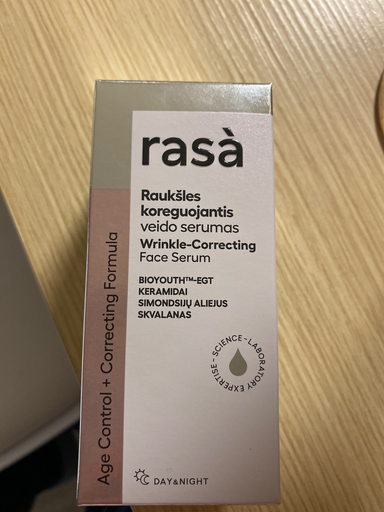 rasà
Raukšles
koreguojantis
veido serumas
Wrinkle-Correcting
Face Serum
BIOYOUTH™-EGT
KERAMIDAI
SIMONDSIJŲ ALIEJUS
SKVALANAS
SCIENCE - LABORATORY EXPERTISE -
Age Control + Correcting Formula
DAY&NIGHT